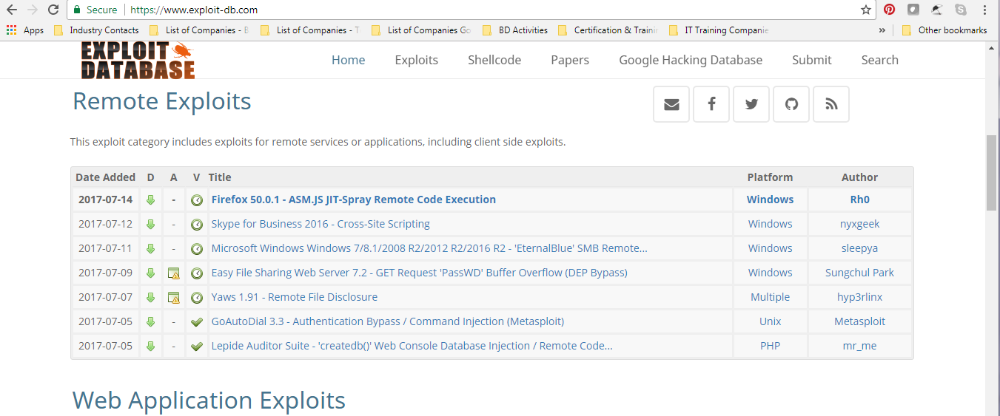 Secure https://www.exploit-db.com
Apps Industry Contacts List of Companies - List of Companies - List of Companies Go BD Activities Certification & Traini IT Training Companie » Other bookmarks
EXPLOIT
DATABASE
Home Exploits Shellcode Papers Google Hacking Database Submit Search
Remote Exploits
This exploit category includes exploits for remote services or applications, including client side exploits.
Date Added D A V Title Platform Author
2017-07-14 - Firefox 50.0.1 - ASM.JS JIT-Spray Remote Code Execution Windows Rh0
2017-07-12 - Skype for Business 2016 - Cross-Site Scripting Windows nyxgeek
2017-07-11 - Microsoft Windows Windows 7/8.1/2008 R2/2012 R2/2016 R2 - 'EternalBlue' SMB Remote... Windows sleepya
2017-07-09 Easy File Sharing Web Server 7.2 - GET Request 'PassWD' Buffer Overflow (DEP Bypass) Windows Sungchul Park
2017-07-07 Yaws 1.91 - Remote File Disclosure Multiple hyp3rlinx
2017-07-05 - GoAutoDial 3.3 - Authentication Bypass / Command Injection (Metasploit) Unix Metasploit
2017-07-05 - Lepide Auditor Suite - 'createdb()' Web Console Database Injection / Remote Code... PHP mr_me
Web Application Exploits